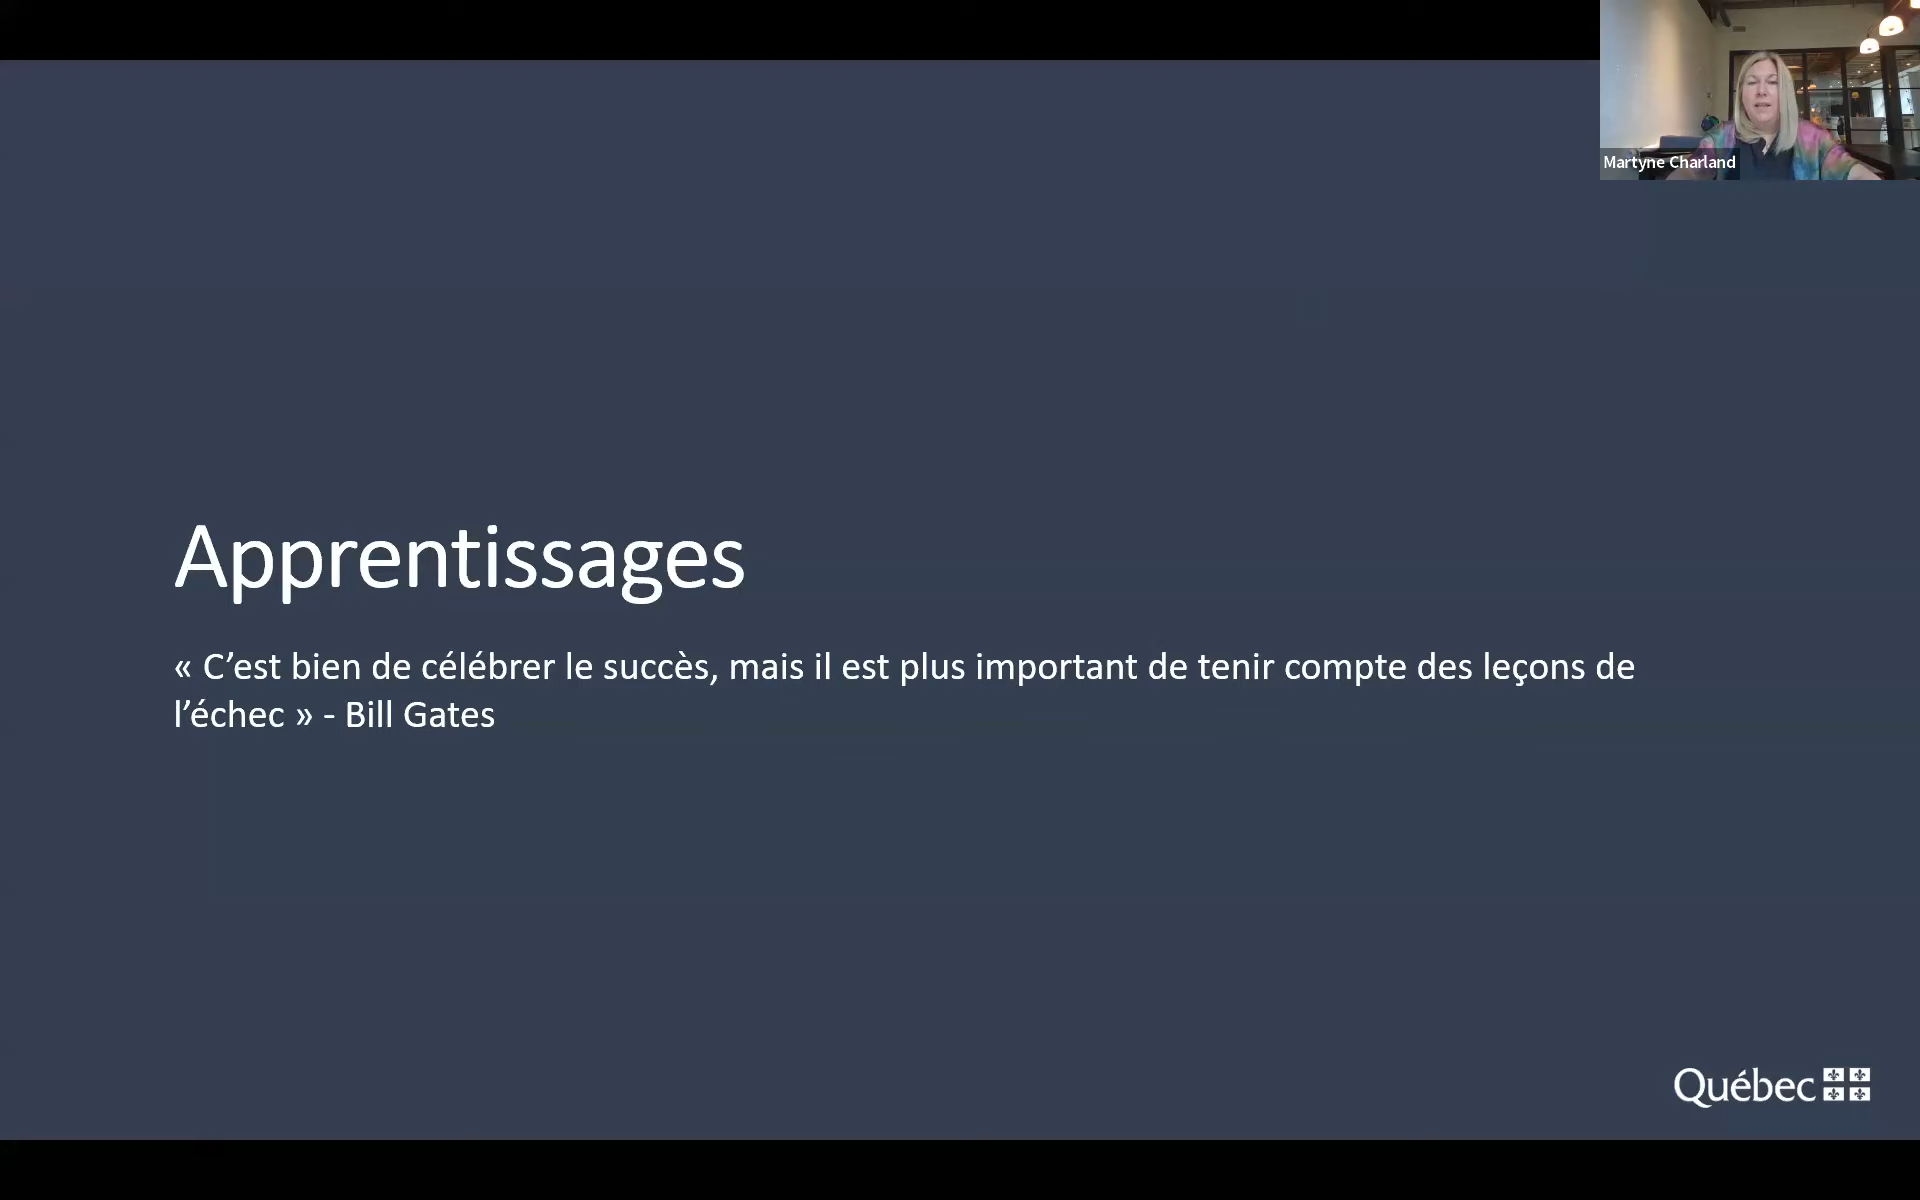 Martyne Charland
Apprentissages
« C’est bien de célébrer le succès, mais il est plus important de tenir compte des leçons de
l’échec » - Bill Gates
Québec